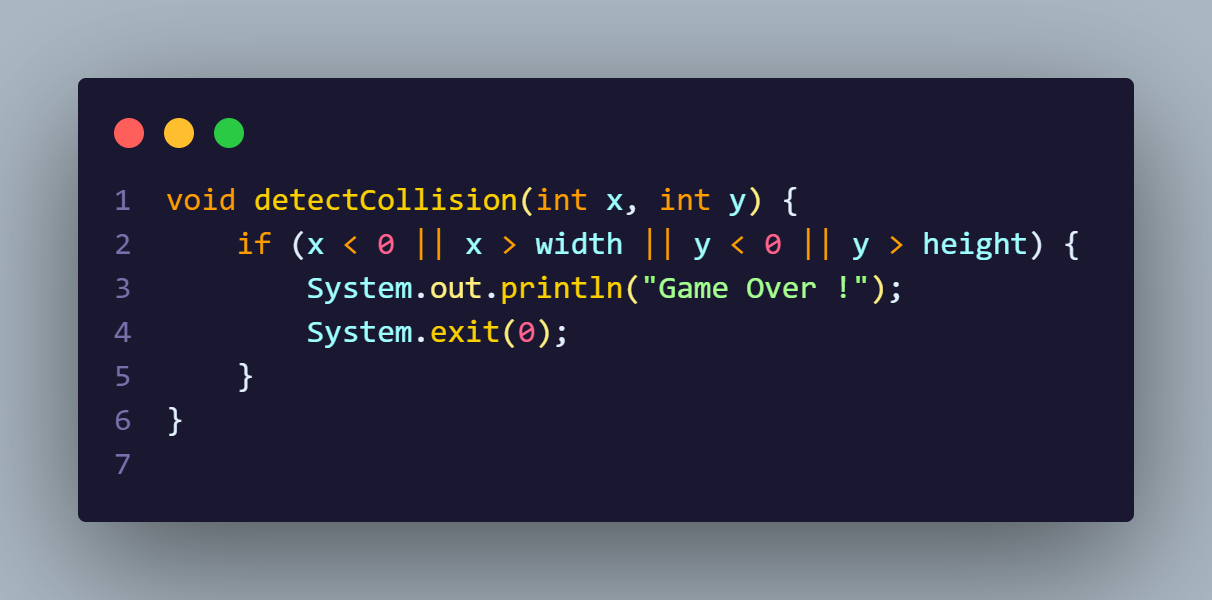 1 void detectCollision(int x, int y) {
2     if (x < 0 || x > width || y < 0 || y > height) {
3         System.out.println("Game Over !");
4         System.exit(0);
5     }
6 }
7